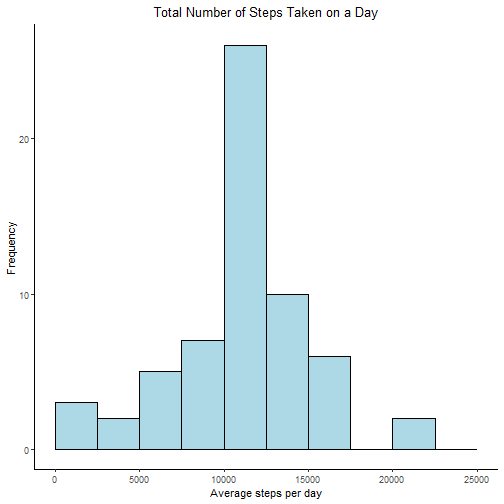 Total Number of Steps Taken on a Day
Frequency
20
10
0
0 5000 10000 15000 20000 25000
Average steps per day